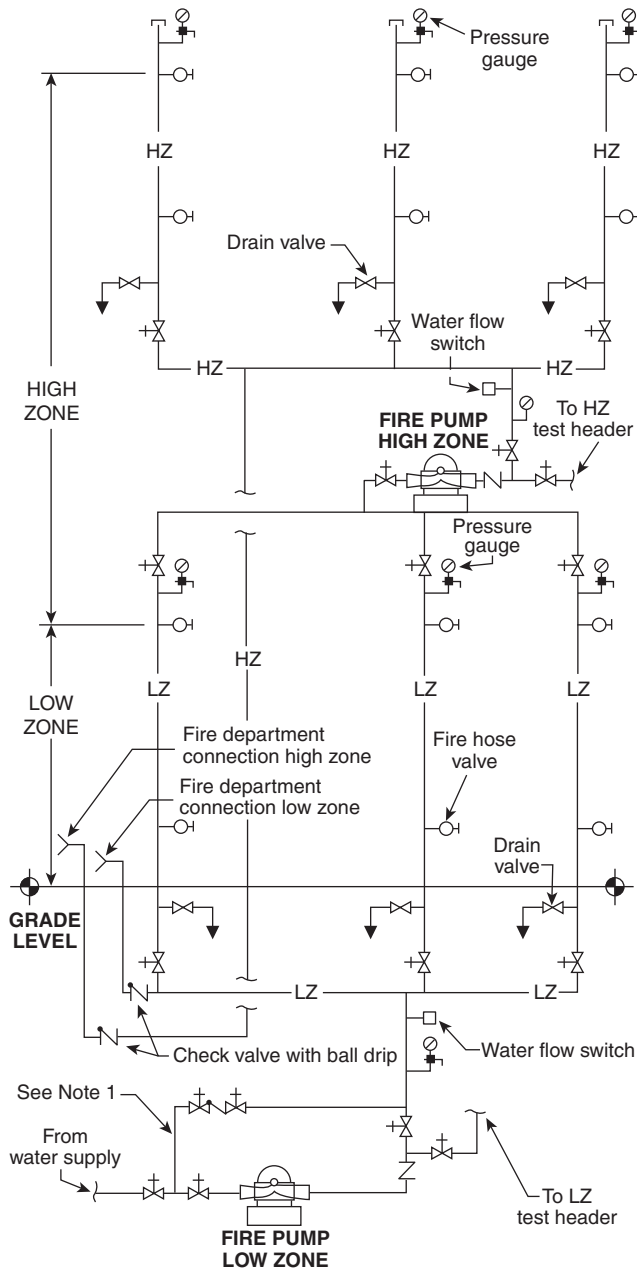 Pressure
gauge
HZ
HZ
HZ
Drain valve
Water flow
switch
HZ
HZ
HIGH
ZONE
FIRE PUMP
HIGH ZONE
To HZ
test header
Pressure
gauge
HZ
LZ
LZ
LZ
LOW
ZONE
Fire department
connection high zone
Fire department
connection low zone
Fire hose
valve
Drain
valve
GRADE
LEVEL
LZ
LZ
Check valve with ball drip
Water flow switch
See Note 1
From
water supply
To LZ
test header
FIRE PUMP
LOW ZONE